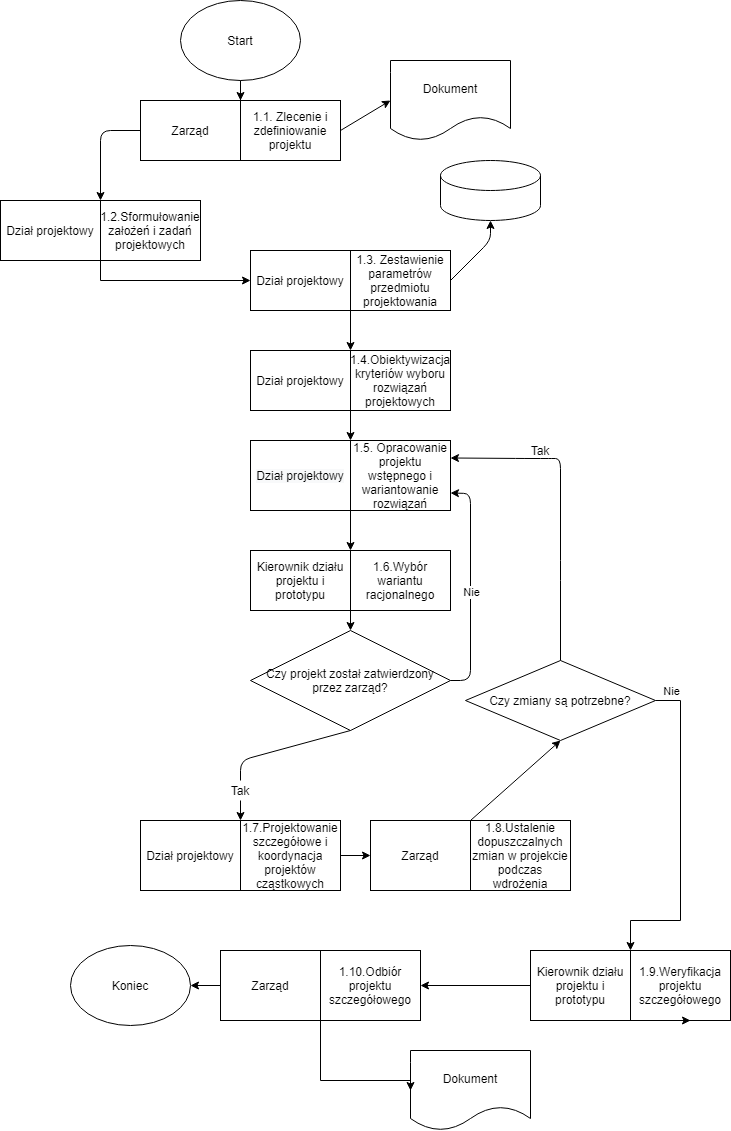 Start
Dokument
Zarząd
1.1. Zlecenie i
zdefiniowanie
projektu
Dział projektowy
1.2.Sformułowanie
założeń i zadań
projektowych
Dział projektowy
1.3. Zestawienie
parametrów
przedmiotu
projektowania
Dział projektowy
1.4.Obiektywizacja
kryteriów wyboru
rozwiązań
projektowych
Tak
Dział projektowy
1.5. Opracowanie
projektu
wstępnego i
wariantowanie
rozwiązań
Kierownik działu
projektu i
prototypu
1.6.Wybór
wariantu
racjonalnego
Nie
Czy projekt został zatwierdzony
przez zarząd?
Czy zmiany są potrzebne?
Nie
Tak
Dział projektowy
1.7.Projektowanie
szczegółowe i
koordynacja
projektów
cząstkowych
Zarząd
1.8.Ustalenie
dopuszczalnych
zmian w projekcie
podczas
wdrożenia
Koniec
Zarząd
1.10.Odbiór
projektu
szczegółowego
Kierownik działu
projektu i
prototypu
1.9.Weryfikacja
projektu
szczegółowego
Dokument